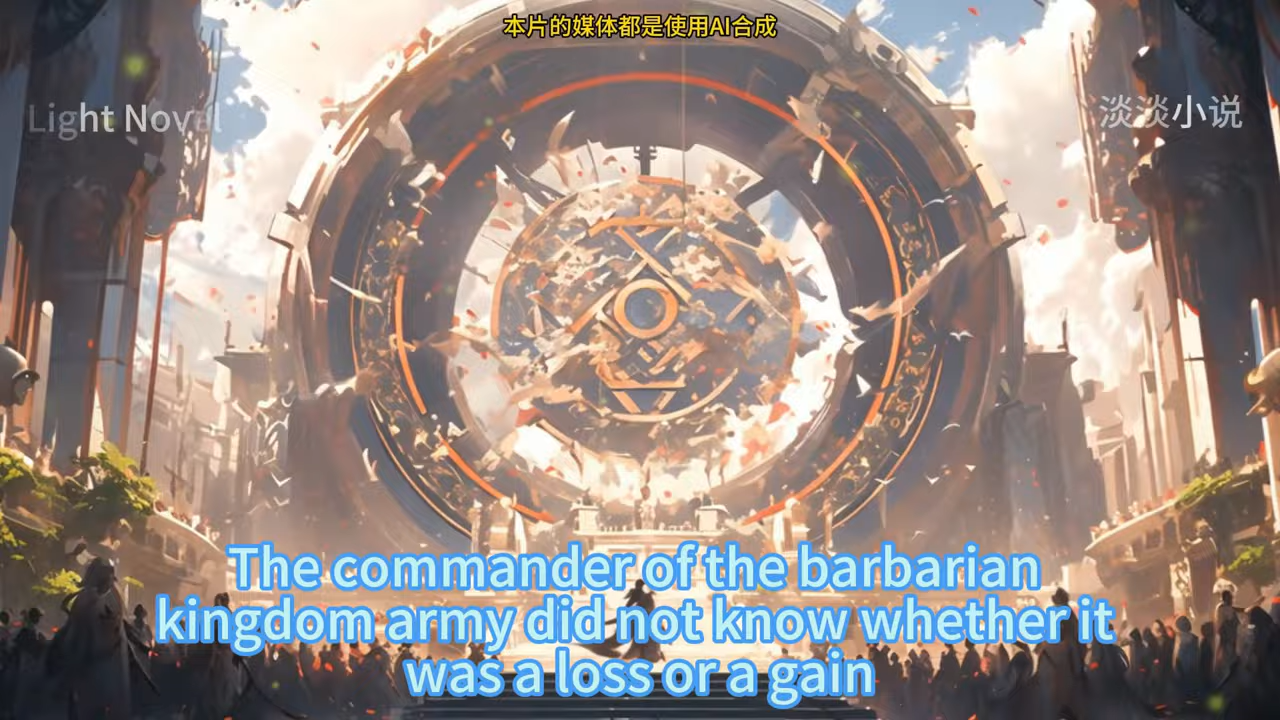 本片的媒体都是使用AI合成
Light Noval
淡淡小说
The commander of the barbarian
kingdom army did not know whether it
was a loss or a gain